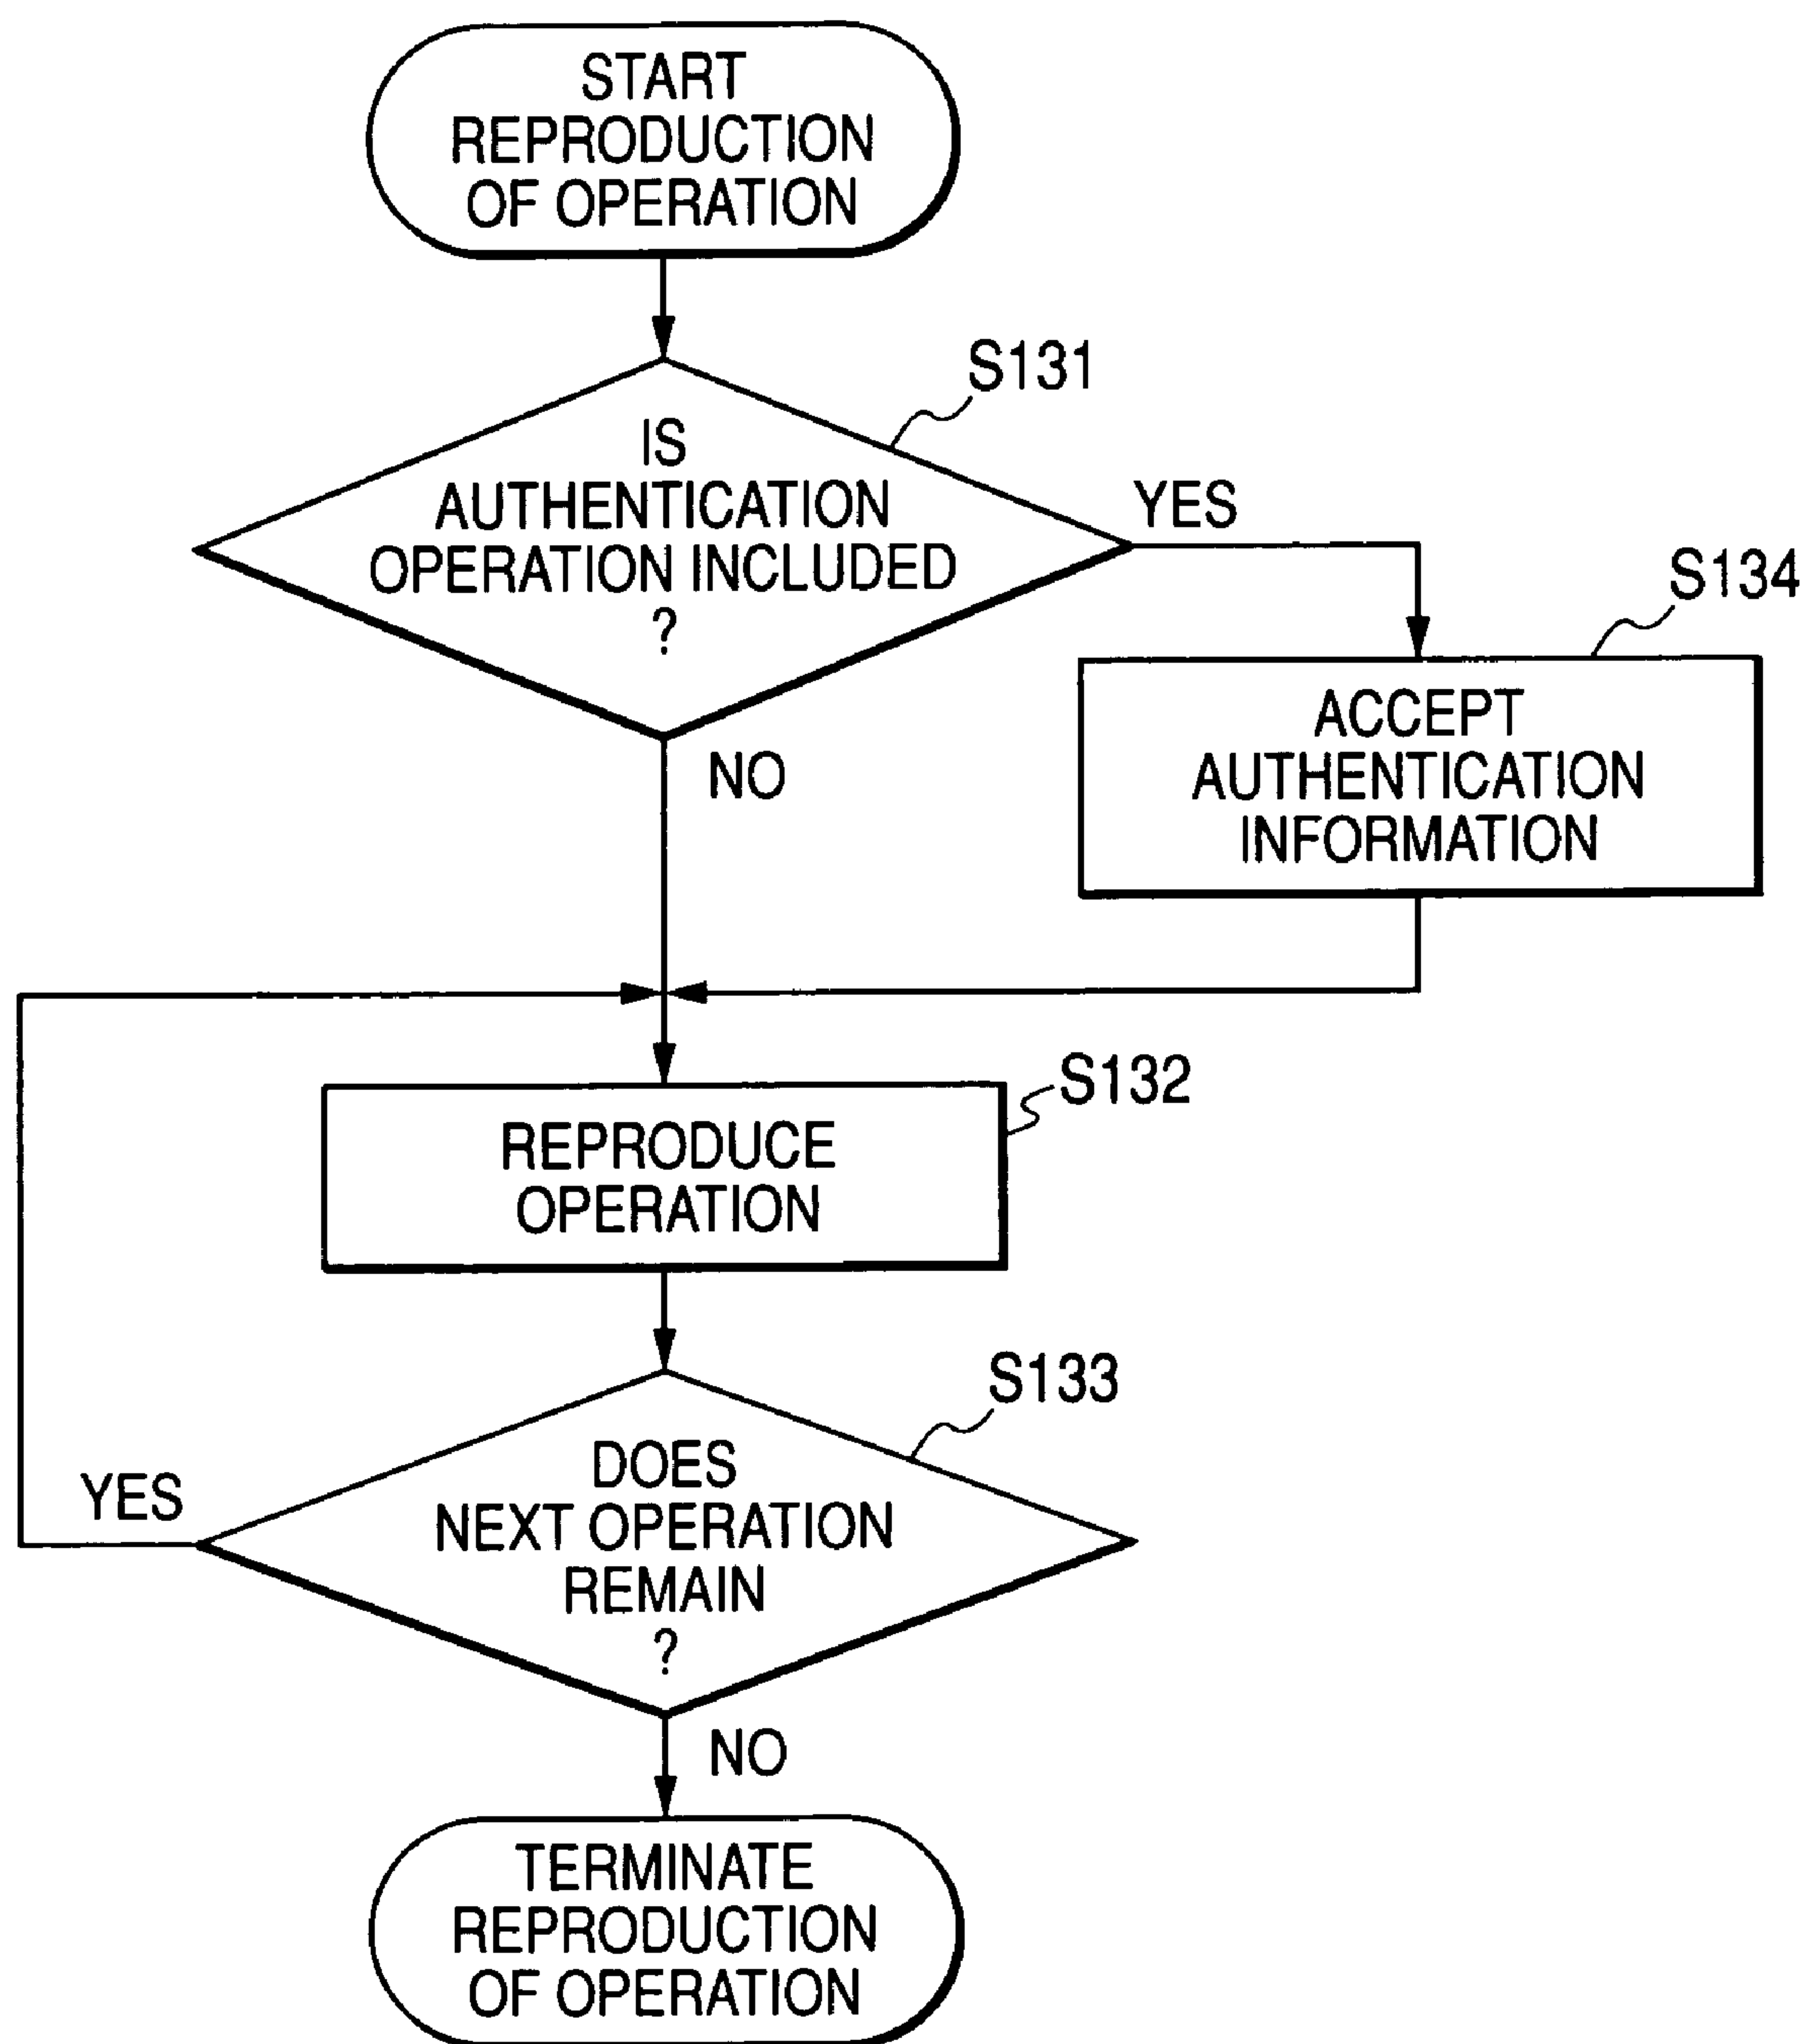 START
REPRODUCTION
OF OPERATION
S131
IS
AUTHENTICATION
OPERATION INCLUDED
?
YES
S134
ACCEPT
AUTHENTICATION
INFORMATION
NO
S132
REPRODUCE
OPERATION
S133
DOES
NEXT OPERATION
REMAIN
?
YES
NO
TERMINATE
REPRODUCTION
OF OPERATION